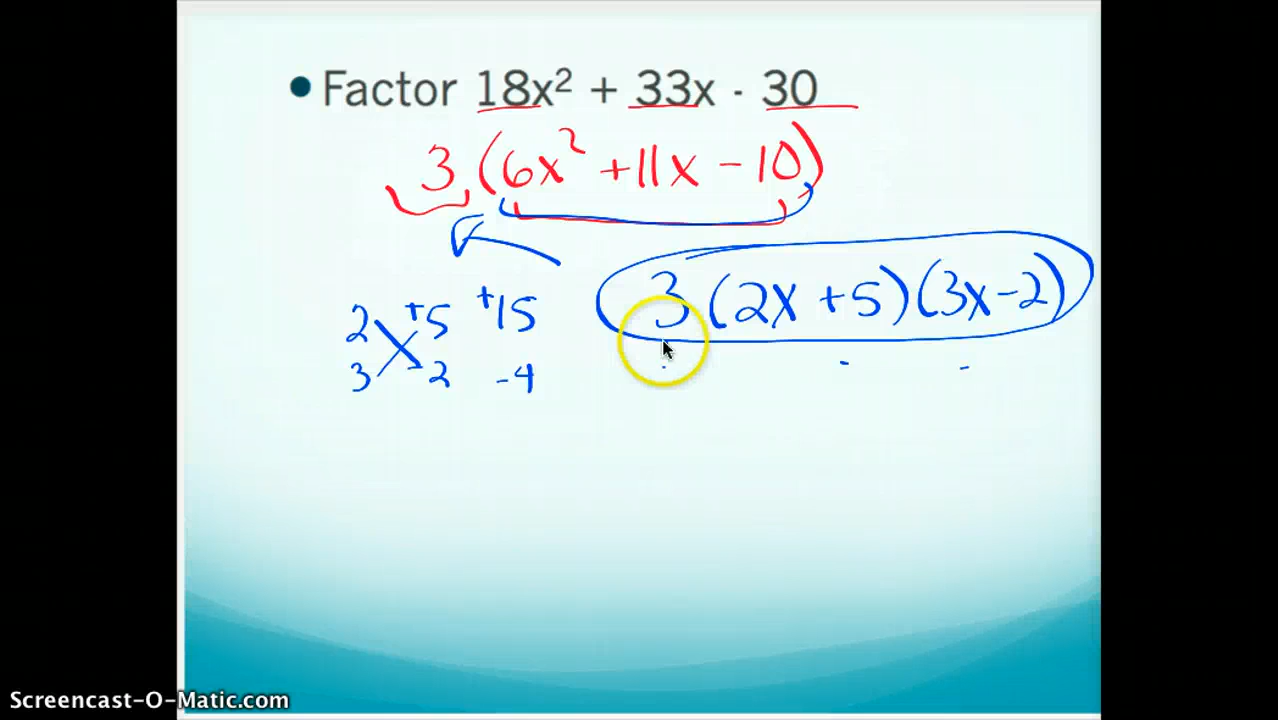 • Factor 18x² + 33x - 30
3 (6x² + 11x - 10)
3 (2x + 5)(3x - 2)
2 +5 +15
3 -2 -4
Screencast-O-Matic.com